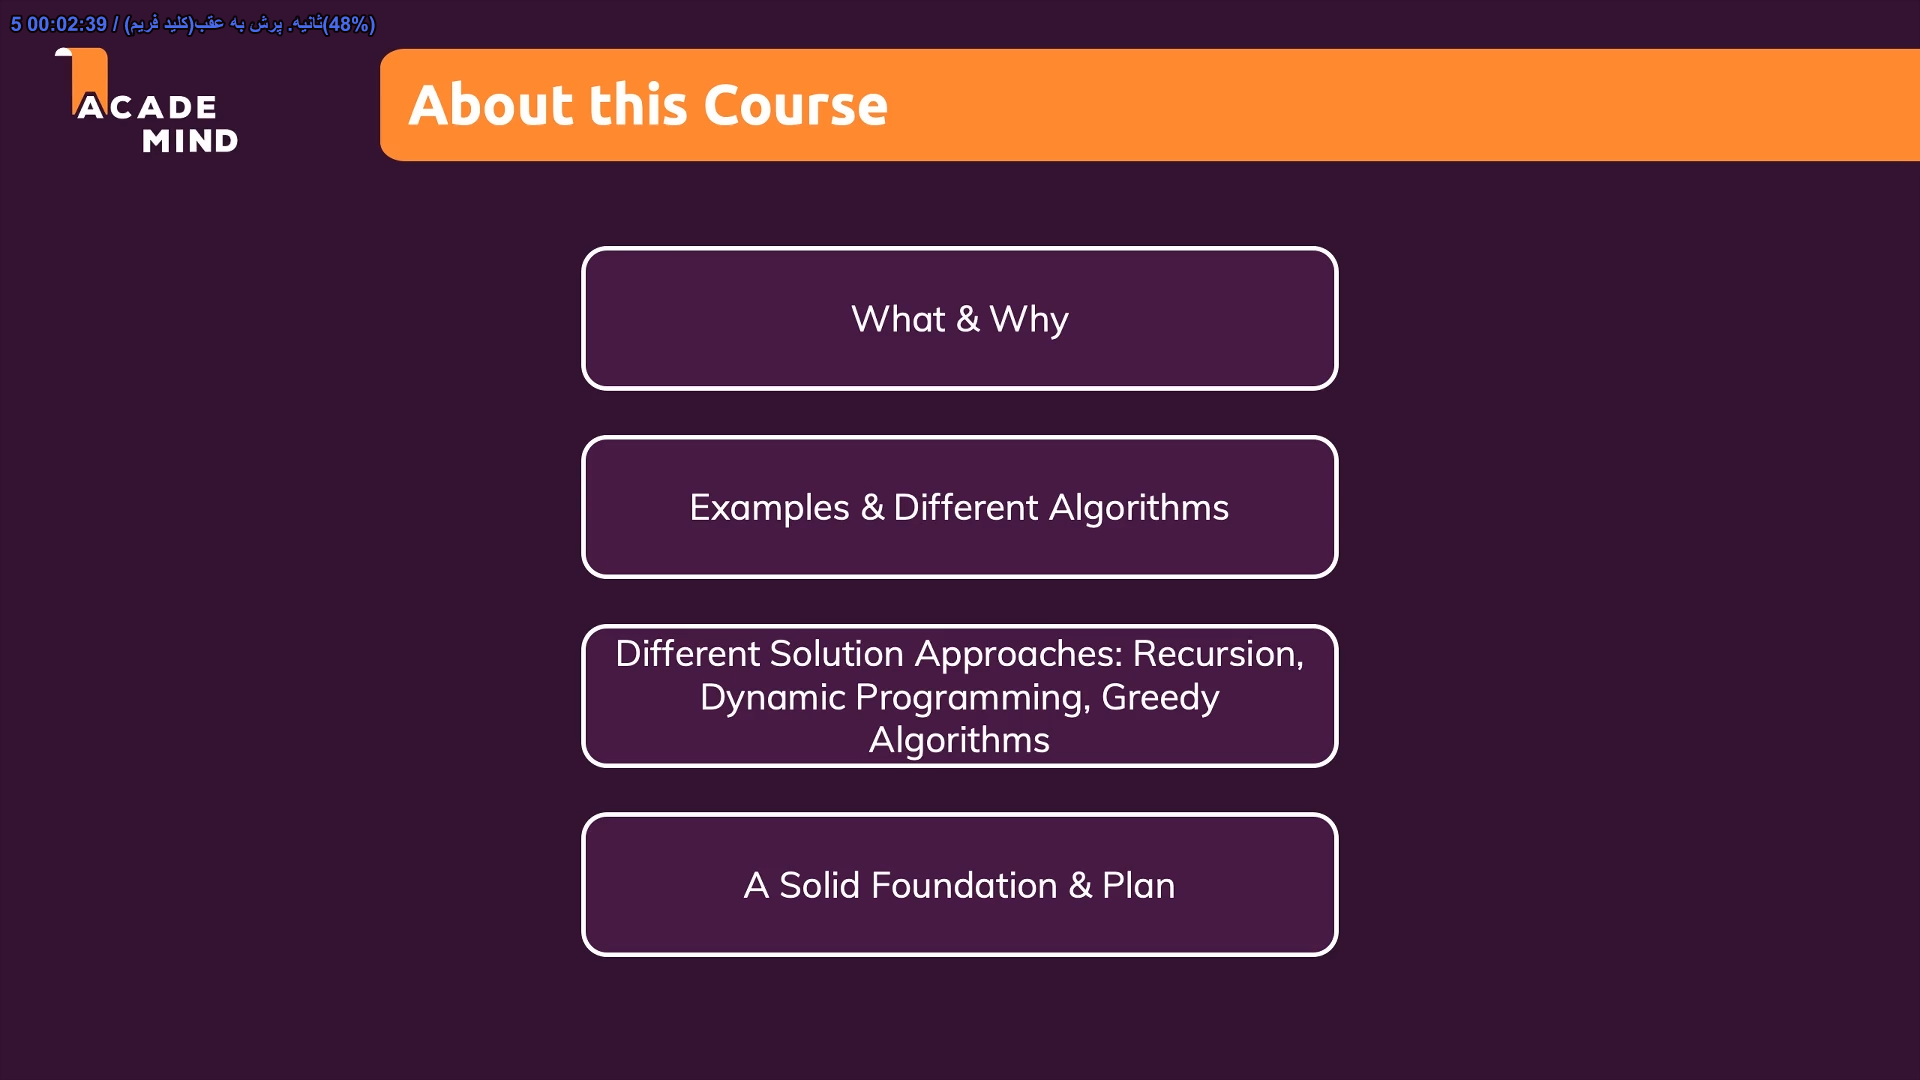 5 00:02:39 / (کلید فریم)ثانیه. پرش به عقب(48%)
ACADE
MIND
About this Course
What & Why
Examples & Different Algorithms
Different Solution Approaches: Recursion,
Dynamic Programming, Greedy
Algorithms
A Solid Foundation & Plan